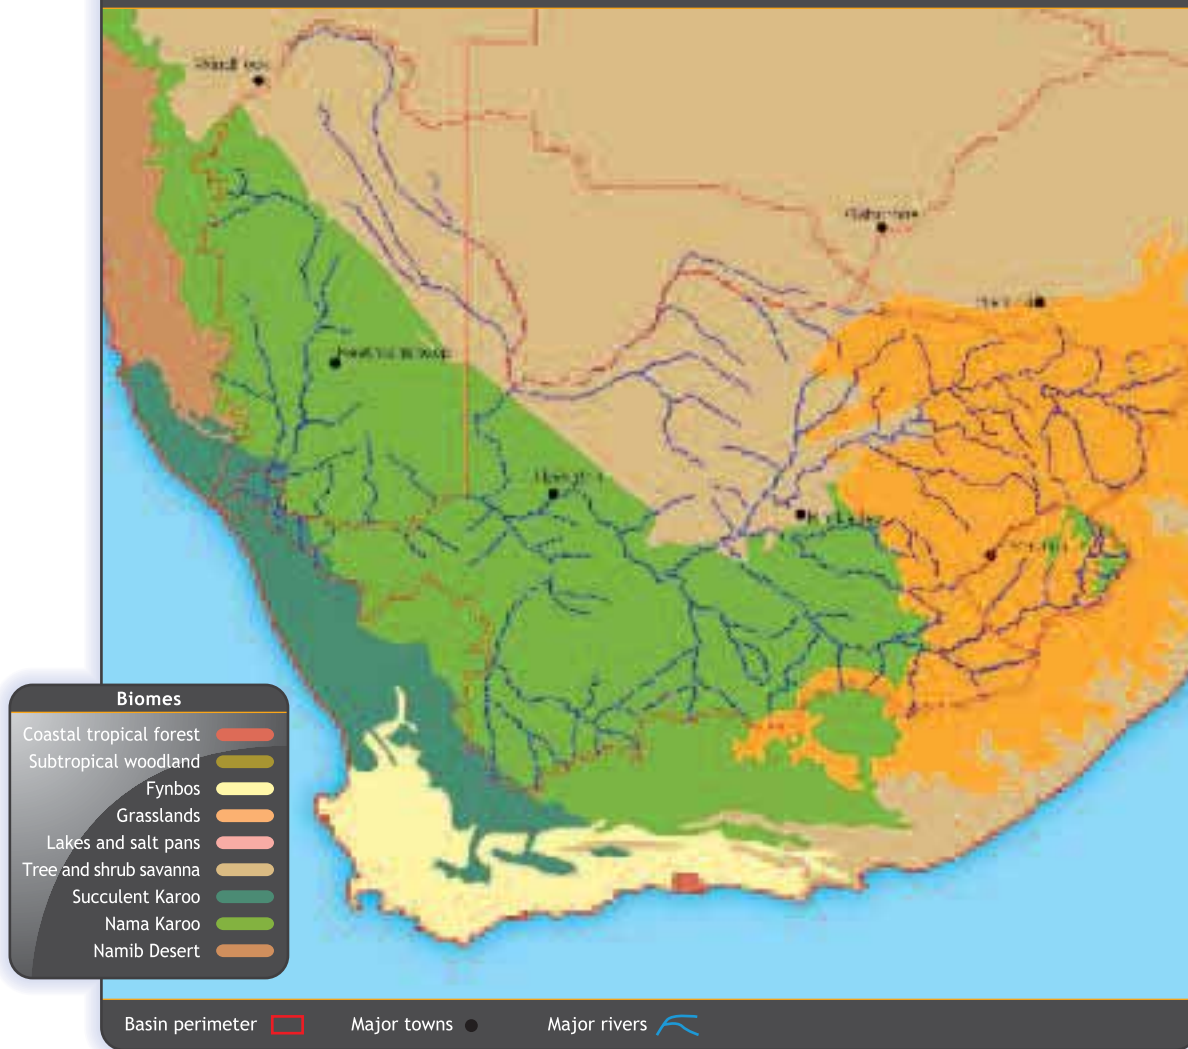 Biomes
Coastal tropical forest
Subtropical woodland
Fynbos
Grasslands
Lakes and salt pans
Tree and shrub savanna
Succulent Karoo
Nama Karoo
Namib Desert
Basin perimeter
Major towns
Major rivers